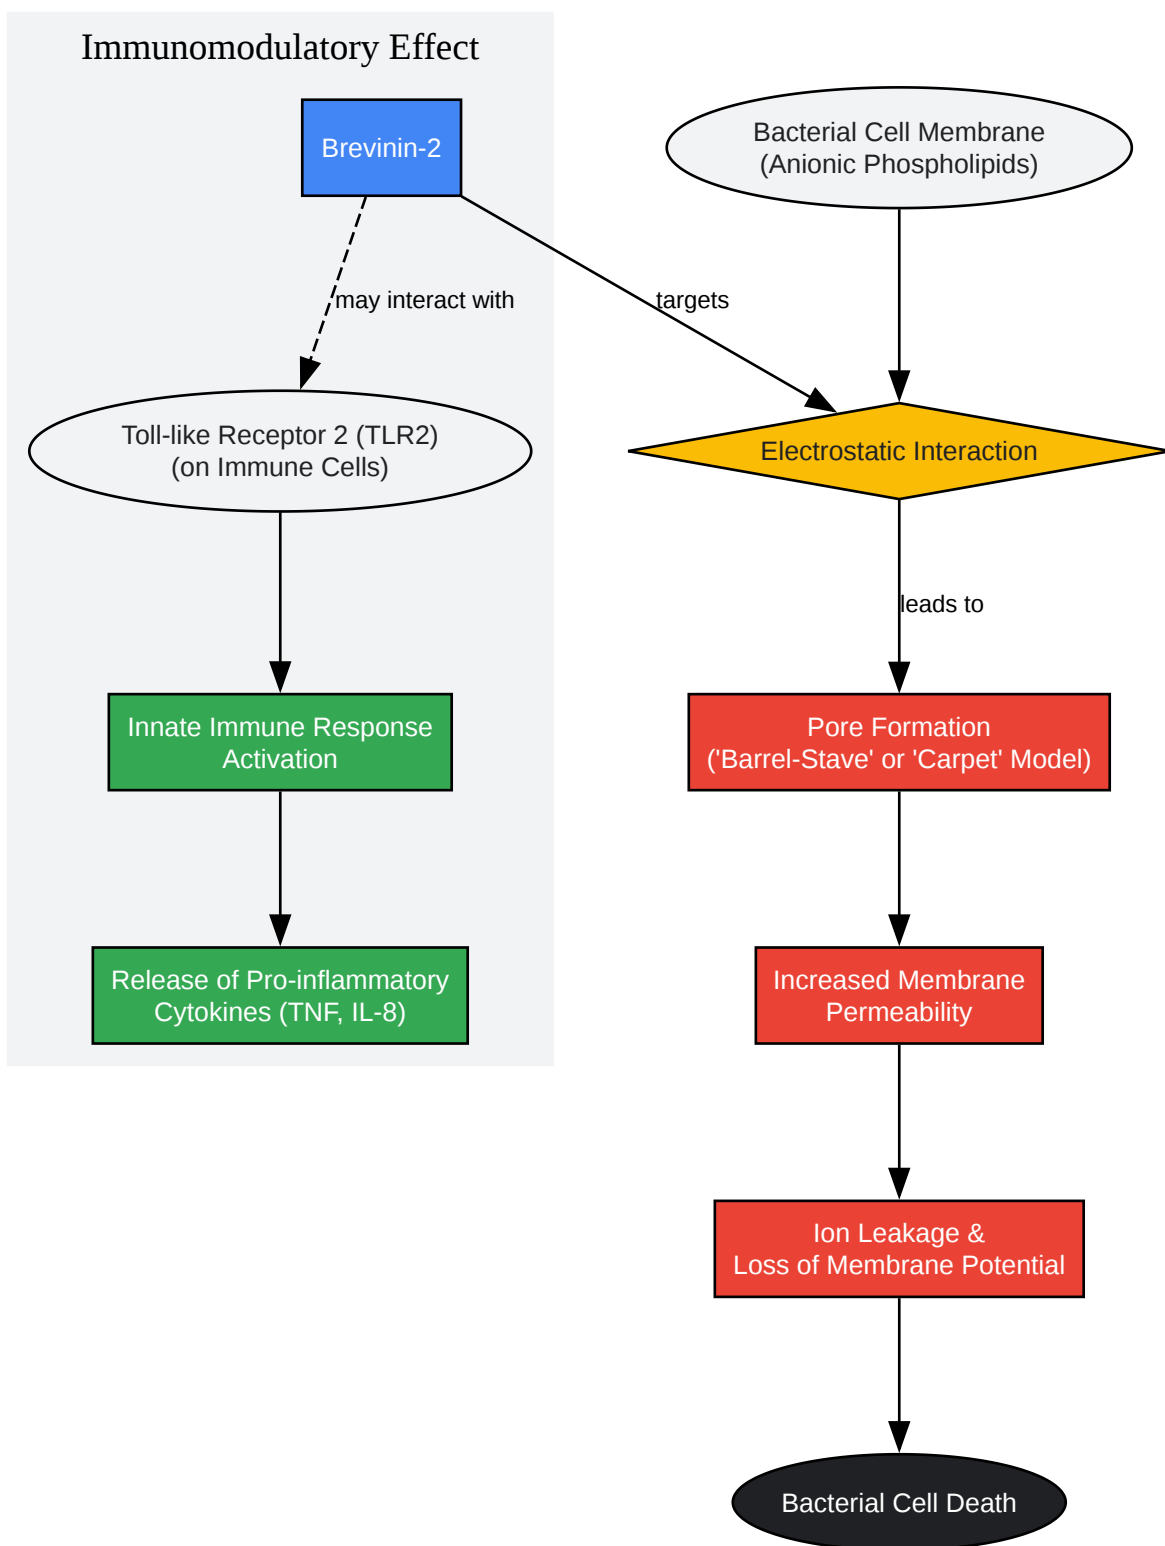 Immunomodulatory Effect
Brevinin-2
Bacterial Cell Membrane
(Anionic Phospholipids)
may interact with
targets
Toll-like Receptor 2 (TLR2)
(on Immune Cells)
Electrostatic Interaction
leads to
Innate Immune Response
Activation
Pore Formation
('Barrel-Stave' or 'Carpet' Model)
Release of Pro-inflammatory
Cytokines (TNF, IL-8)
Increased Membrane
Permeability
Ion Leakage &
Loss of Membrane Potential
Bacterial Cell Death